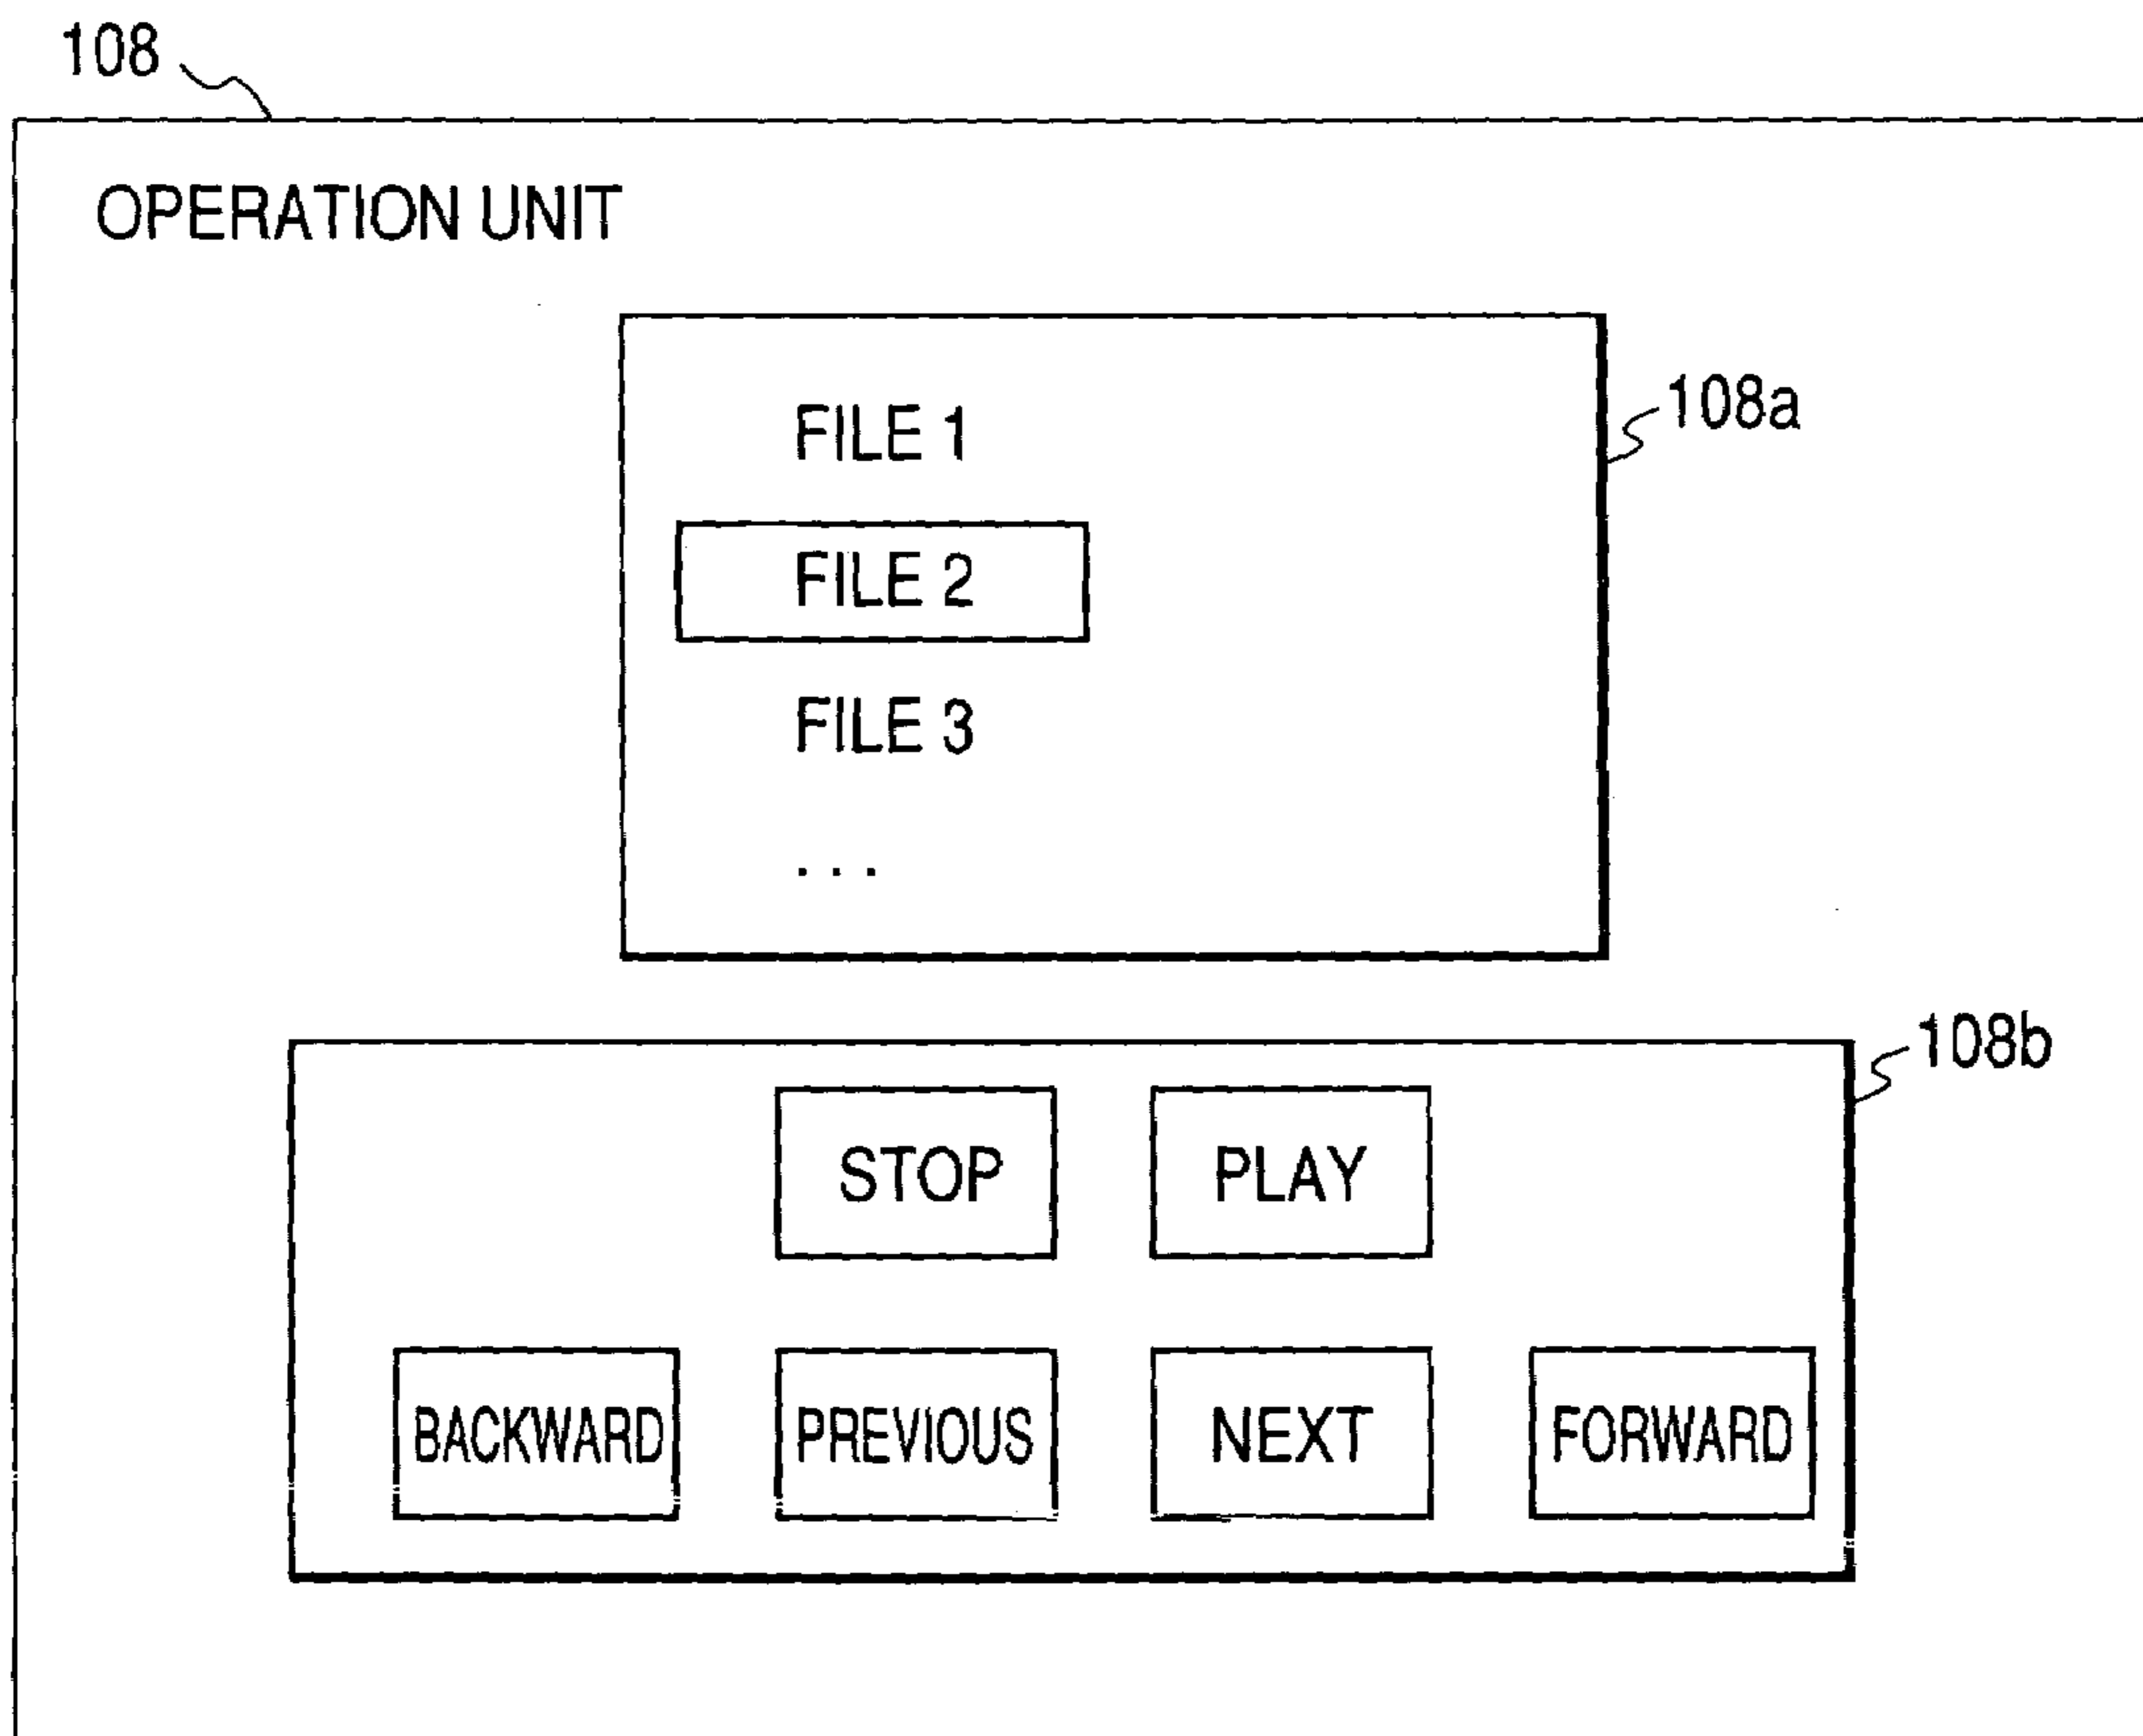 108
OPERATION UNIT
FILE 1
108a
FILE 2
FILE 3
...
108b
STOP PLAY
BACKWARD PREVIOUS NEXT FORWARD